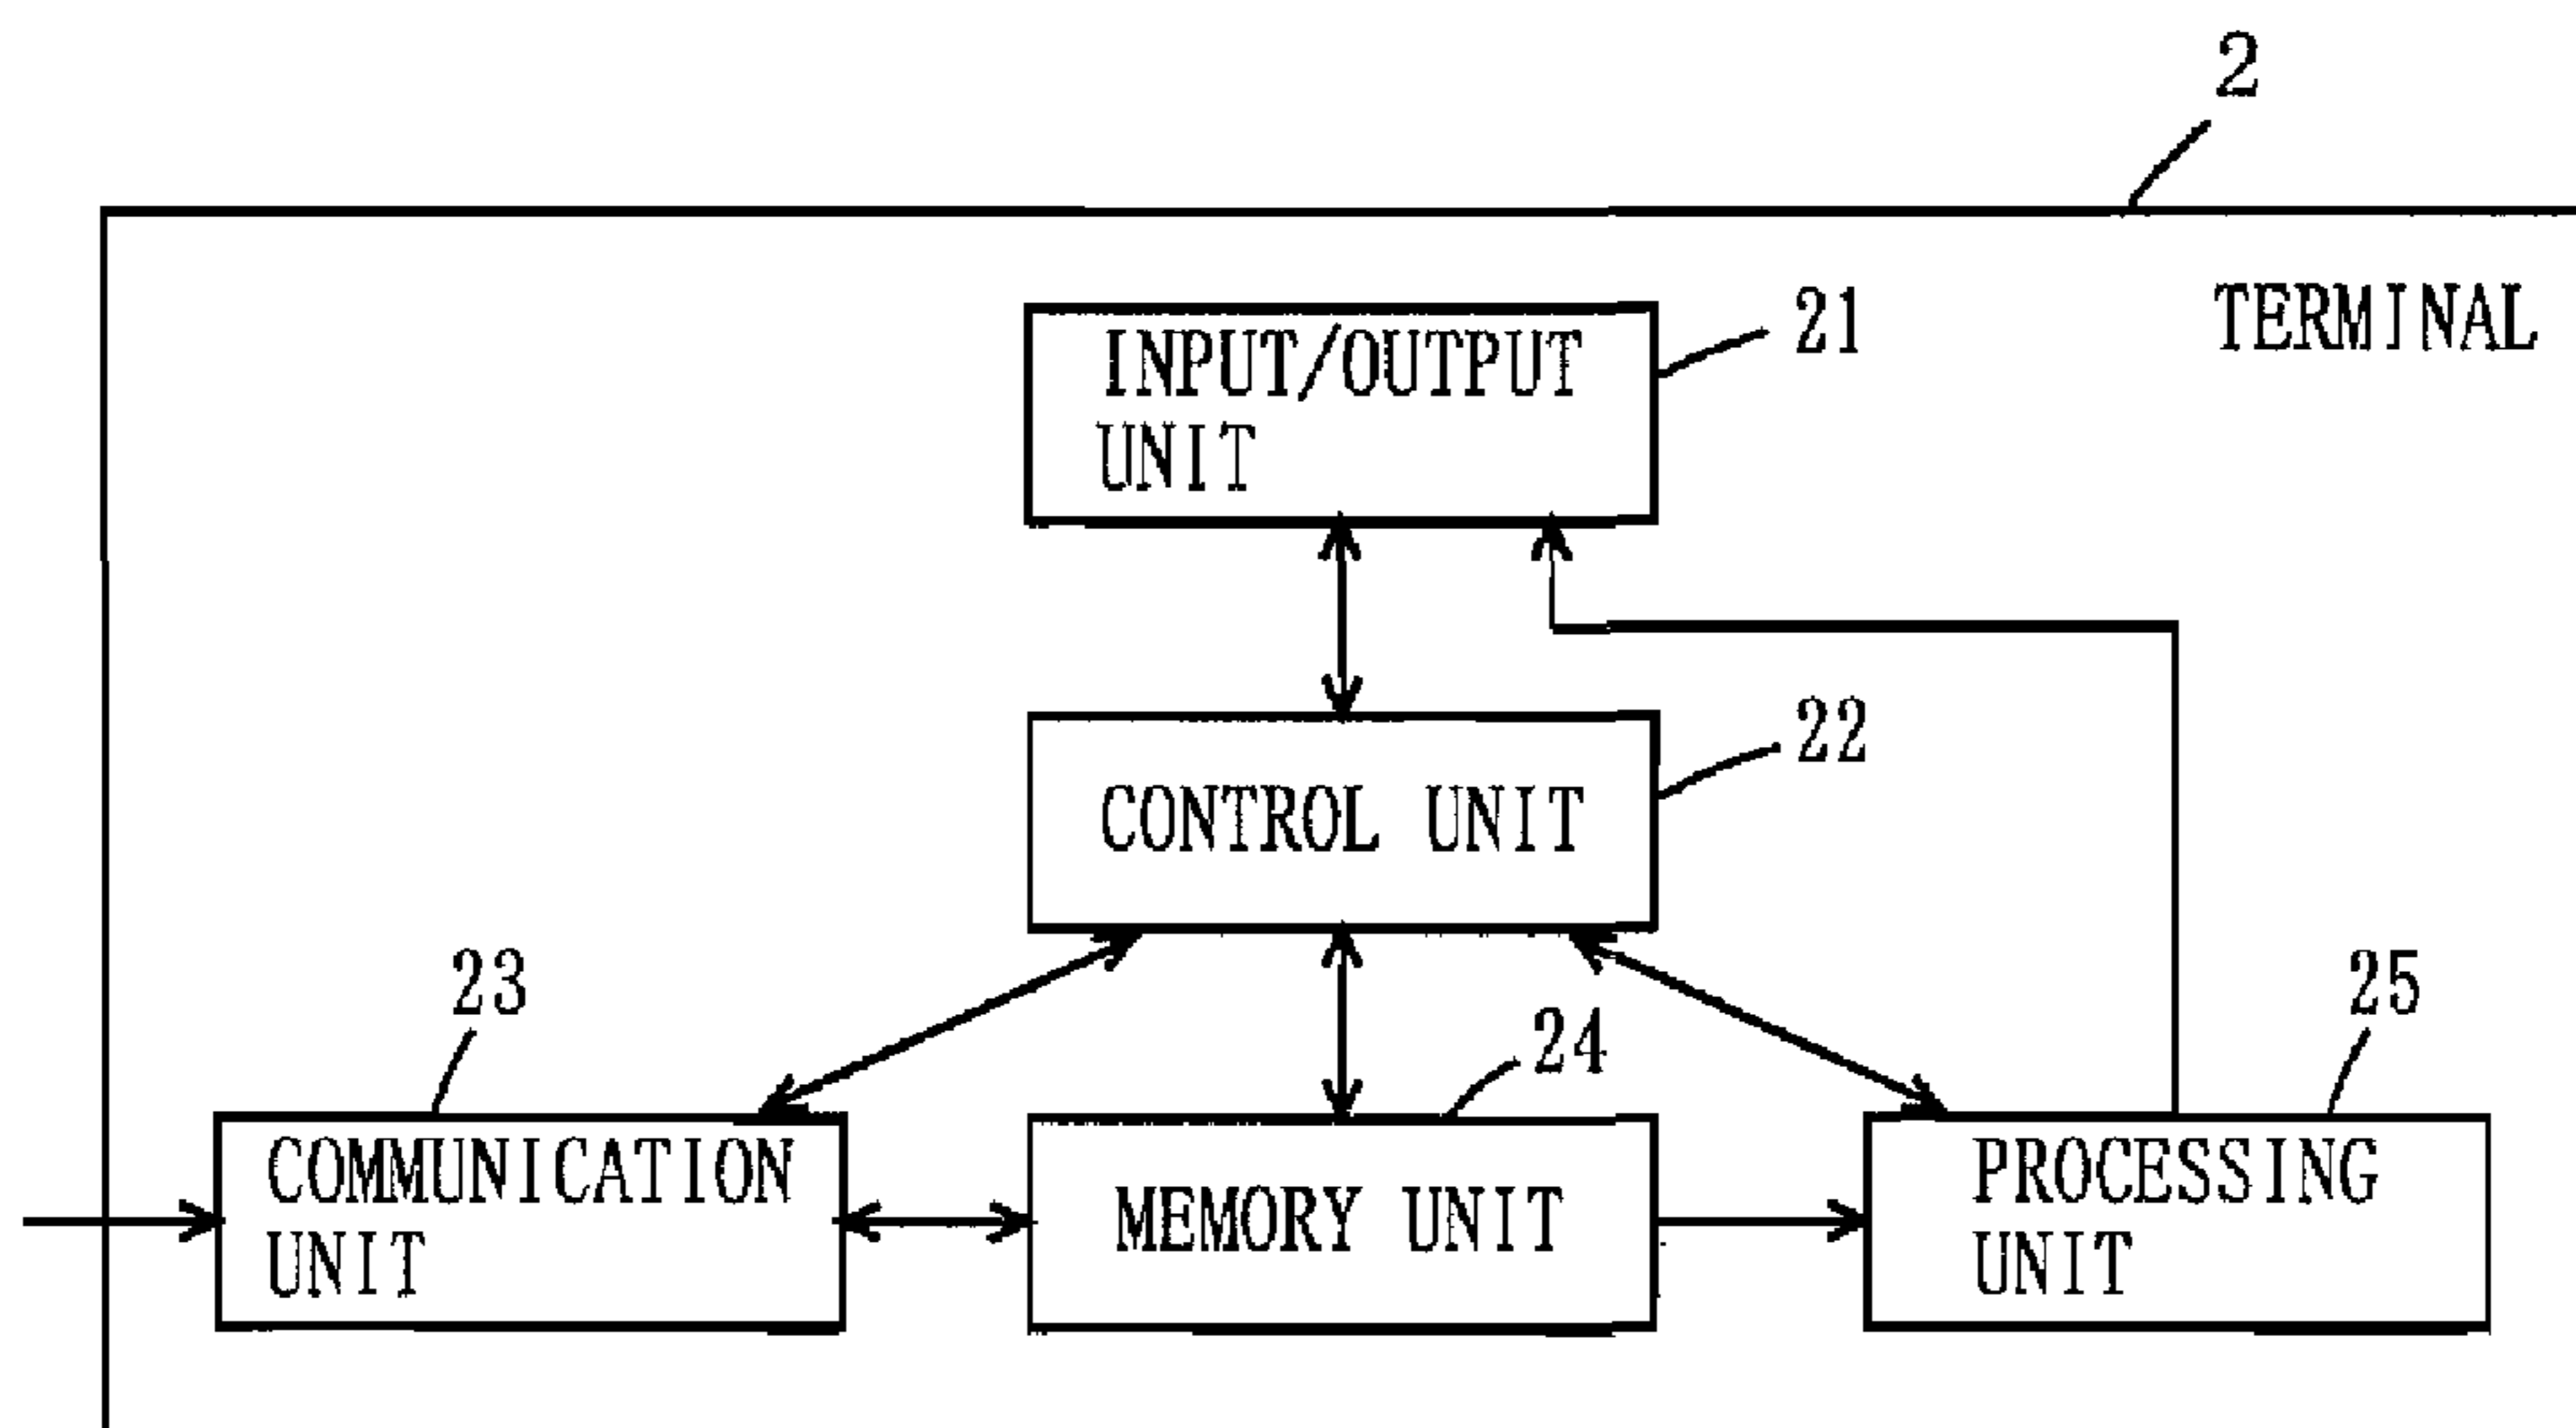 2
TERMINAL
INPUT/OUTPUT
UNIT
21
CONTROL UNIT
22
23
COMMUNICATION
UNIT
24
MEMORY UNIT
25
PROCESSING
UNIT